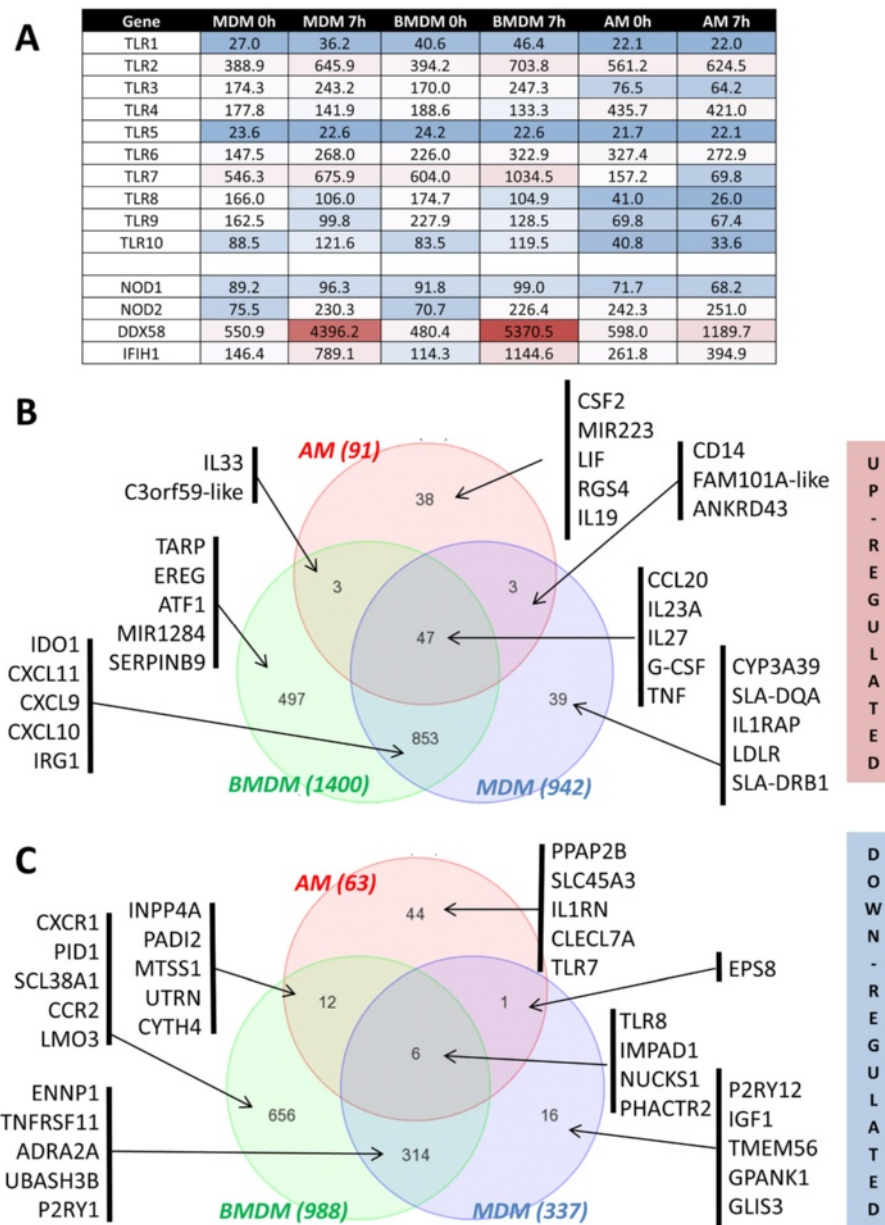 A
Gene MDM 0h MDM 7h BMDM 0h BMDM 7h AM 0h AM 7h
TLR1 27.0 36.2 40.6 46.4 22.1 22.0
TLR2 388.9 645.9 394.2 703.8 561.2 624.5
TLR3 174.3 243.2 170.0 247.3 76.5 64.2
TLR4 177.8 141.9 188.6 133.3 435.7 421.0
TLR5 23.6 22.6 24.2 22.6 21.7 22.1
TLR6 147.5 268.0 226.0 322.9 327.4 272.9
TLR7 546.3 675.9 604.0 1034.5 157.2 69.8
TLR8 166.0 106.0 174.7 104.9 41.0 26.0
TLR9 162.5 99.8 227.9 128.5 69.8 67.4
TLR10 88.5 121.6 83.5 119.5 40.8 33.6
NOD1 89.2 96.3 91.8 99.0 71.7 68.2
NOD2 75.5 230.3 70.7 226.4 242.3 251.0
DDX58 550.9 4396.2 480.4 5370.5 598.0 1189.7
IFIH1 146.4 789.1 114.3 1144.6 261.8 394.9
B
AM (91)
IL33
C3orf59-like
TARP
EREG
ATF1
MIR1284
SERPINB9
IDO1
CXCL11
CXCL9
CXCL10
IRG1
CSF2
MIR223
LIF
RGS4
IL19
CD14
FAM101A-like
ANKRD43
CCL20
IL23A
IL27
G-CSF
TNF
CYP3A39
SLA-DQA
IL1RAP
LDLR
SLA-DRB1
38
3
3
47
497
39
853
BMDM (1400)
MDM (942)
UP-REGULATED
C
AM (63)
CXCR1
PID1
SCL38A1
CCR2
LMO3
INPP4A
PADI2
MTSS1
UTRN
CYTH4
ENNP1
TNFRSF11
ADRA2A
UBASH3B
P2RY1
PPAP2B
SLC45A3
IL1RN
CLECL7A
TLR7
EPS8
TLR8
IMPAD1
NUCKS1
PHACTR2
P2RY12
IGF1
TMEM56
GPANK1
GLIS3
44
12
1
6
656
16
314
BMDM (988)
MDM (337)
DOWN-REGULATED